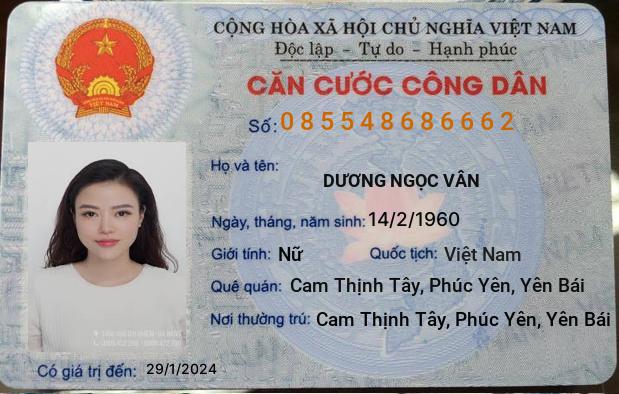 CỘNG HÒA XÃ HỘI CHỦ NGHĨA VIỆT NAM
Độc lập - Tự do - Hạnh phúc
CĂN CƯỚC CÔNG DÂN
Số: 085548686662
Họ và tên:
DƯƠNG NGỌC VÂN
Ngày, tháng, năm sinh: 14/2/1960
Giới tính: Nữ Quốc tịch: Việt Nam
Quê quán: Cam Thịnh Tây, Phúc Yên, Yên Bái
Nơi thường trú: Cam Thịnh Tây, Phúc Yên, Yên Bái
Có giá trị đến: 29/1/2024